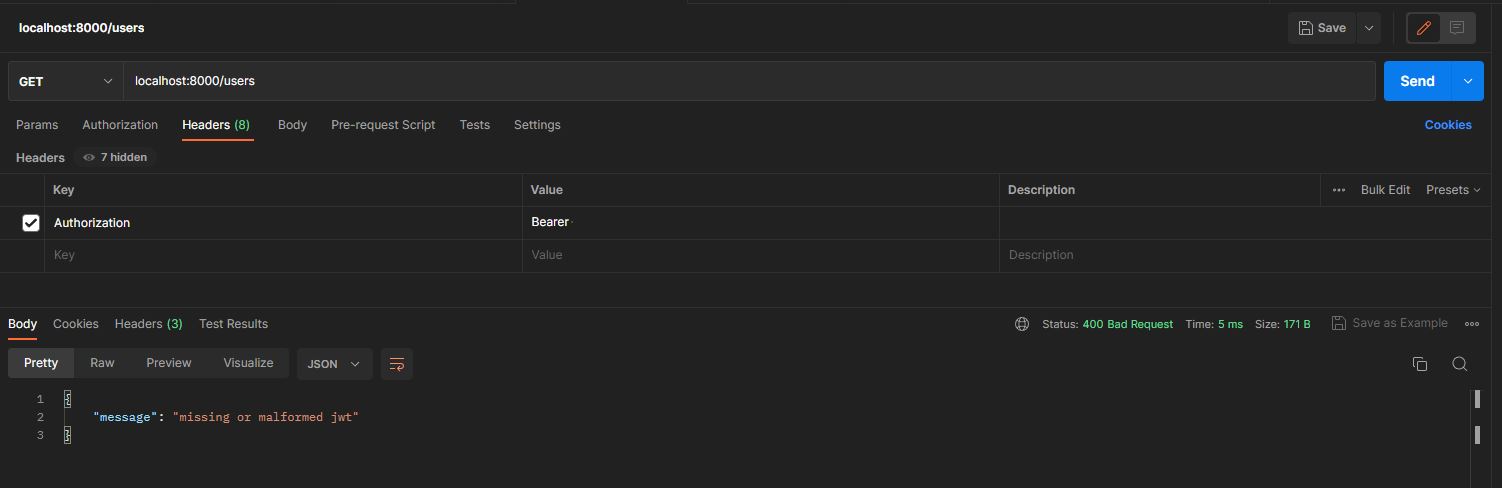 localhost:8000/users
Save
GET localhost:8000/users Send
Params Authorization Headers (8) Body Pre-request Script Tests Settings Cookies
Headers 7 hidden
Key Value Description ••• Bulk Edit Presets
Authorization Bearer
Key Value Description
Body Cookies Headers (3) Test Results Status: 400 Bad Request Time: 5 ms Size: 171 B Save as Example
Pretty Raw Preview Visualize JSON
1 {
2 "message": "missing or malformed jwt"
3 }